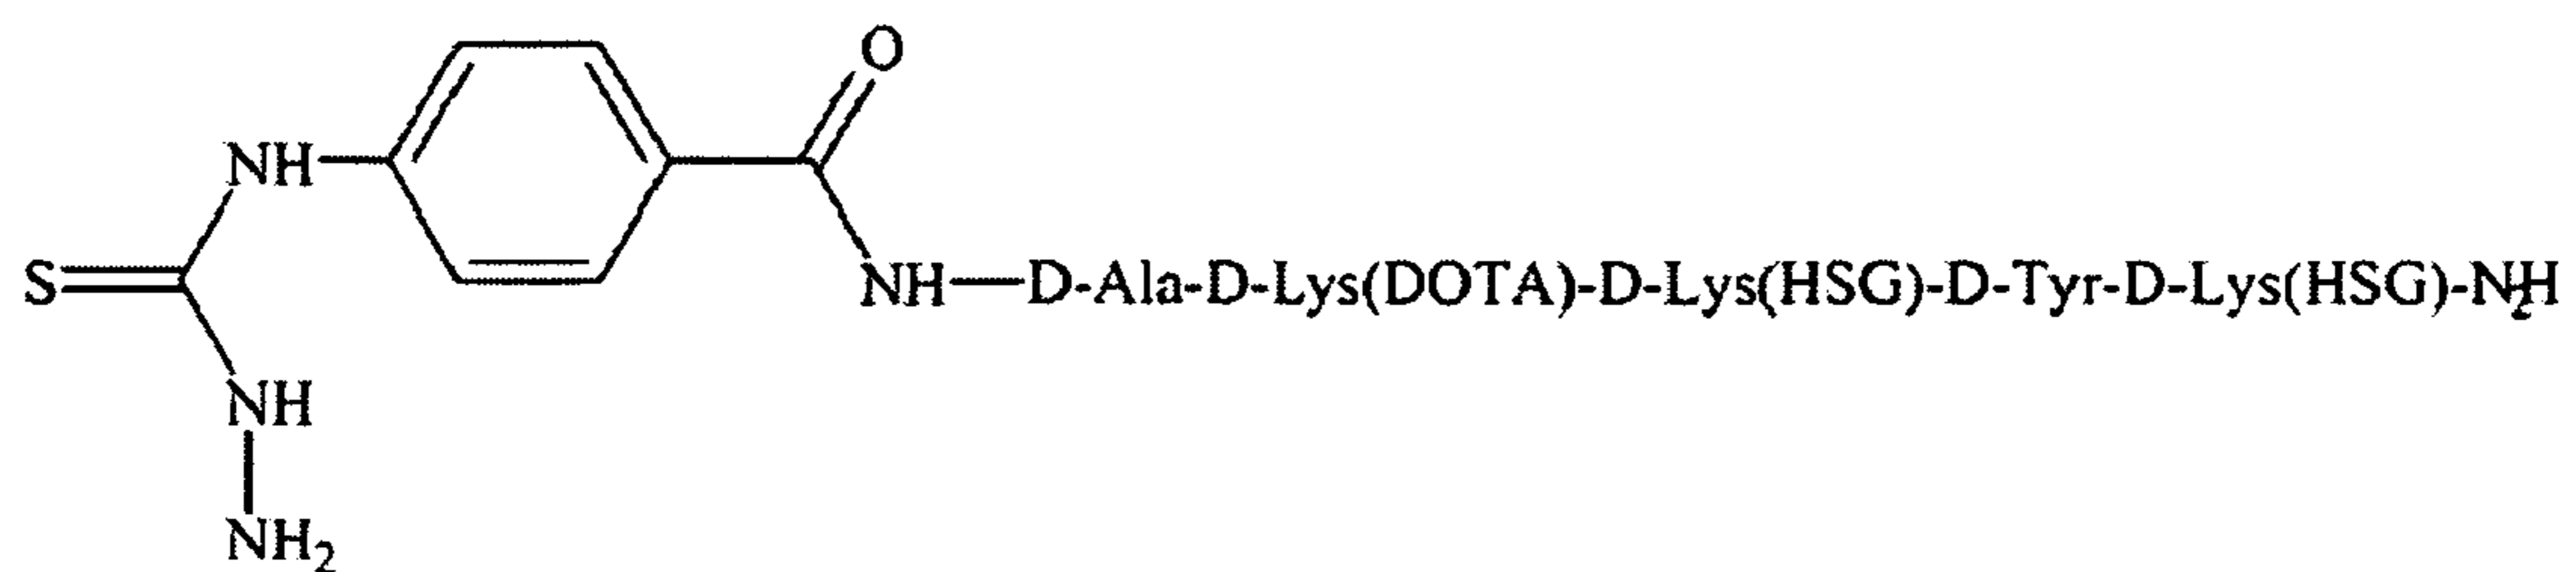 O
NH
S
NH—D-Ala-D-Lys(DOTA)-D-Lys(HSG)-D-Tyr-D-Lys(HSG)-NH₂
NH
NH₂